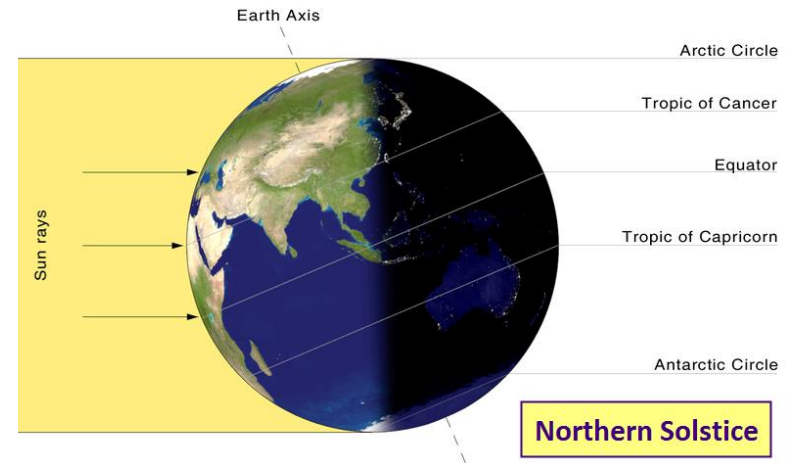 Earth Axis
Arctic Circle
Tropic of Cancer
Equator
Sun rays
Tropic of Capricorn
Antarctic Circle
Northern Solstice